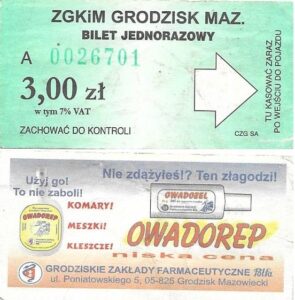 ZGKiM GRODZISK MAZ.
BILET JEDNORAZOWY
A 0026701
3,00 zł
w tym 7% VAT
ZACHOWAĆ DO KONTROLI
TU KASOWAĆ ZARAZ
PO WEJŚCIU DO POJAZDU
CZG SA
Nie zdążyłeś? Ten złagodzi!
Użyj go!
To nie zaboli!
KOMARY!
MESZKI!
KLESZCZE!
OWADOREP
niska cena
GRODZISKIE ZAKŁADY FARMACEUTYCZNE
ul. Poniatowskiego 5, 05-825 Grodzisk Mazowiecki